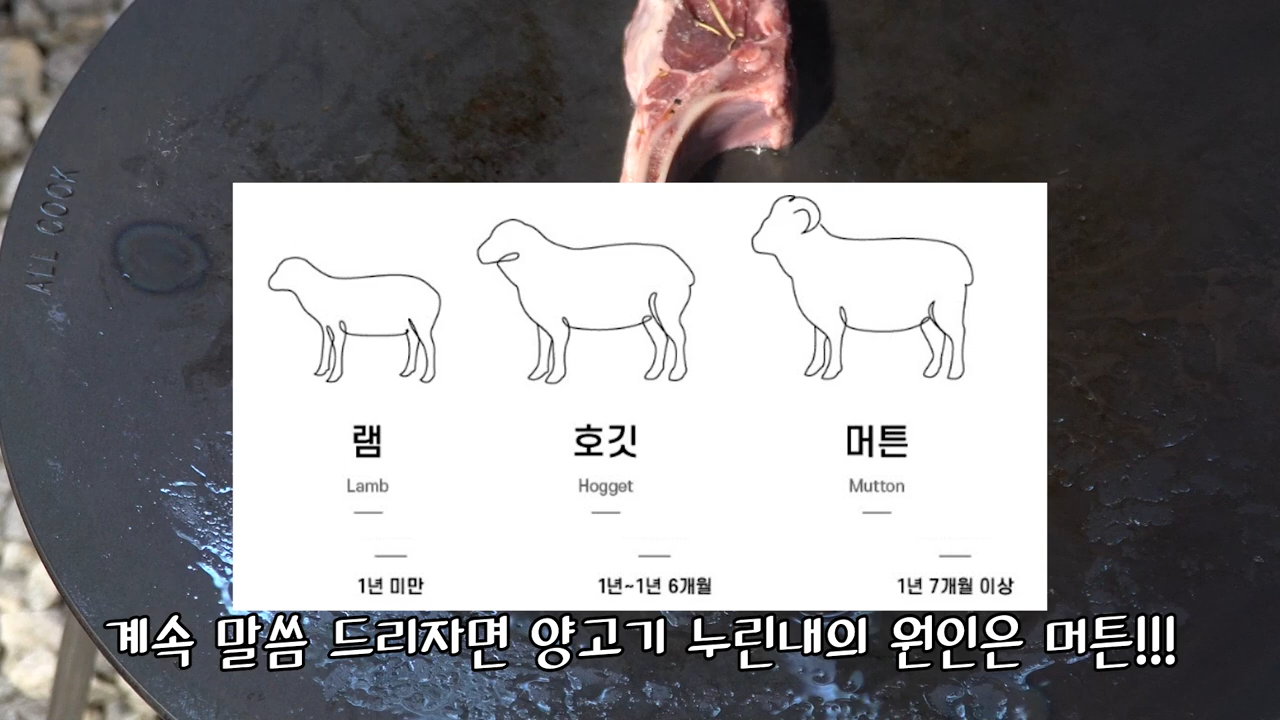 ALL COOK
램
호깃
머튼
Lamb
Hogget
Mutton
1년 미만
1년~1년 6개월
1년 7개월 이상
계속 말씀 드리자면 양고기 누린내의 원인은 머튼!!!